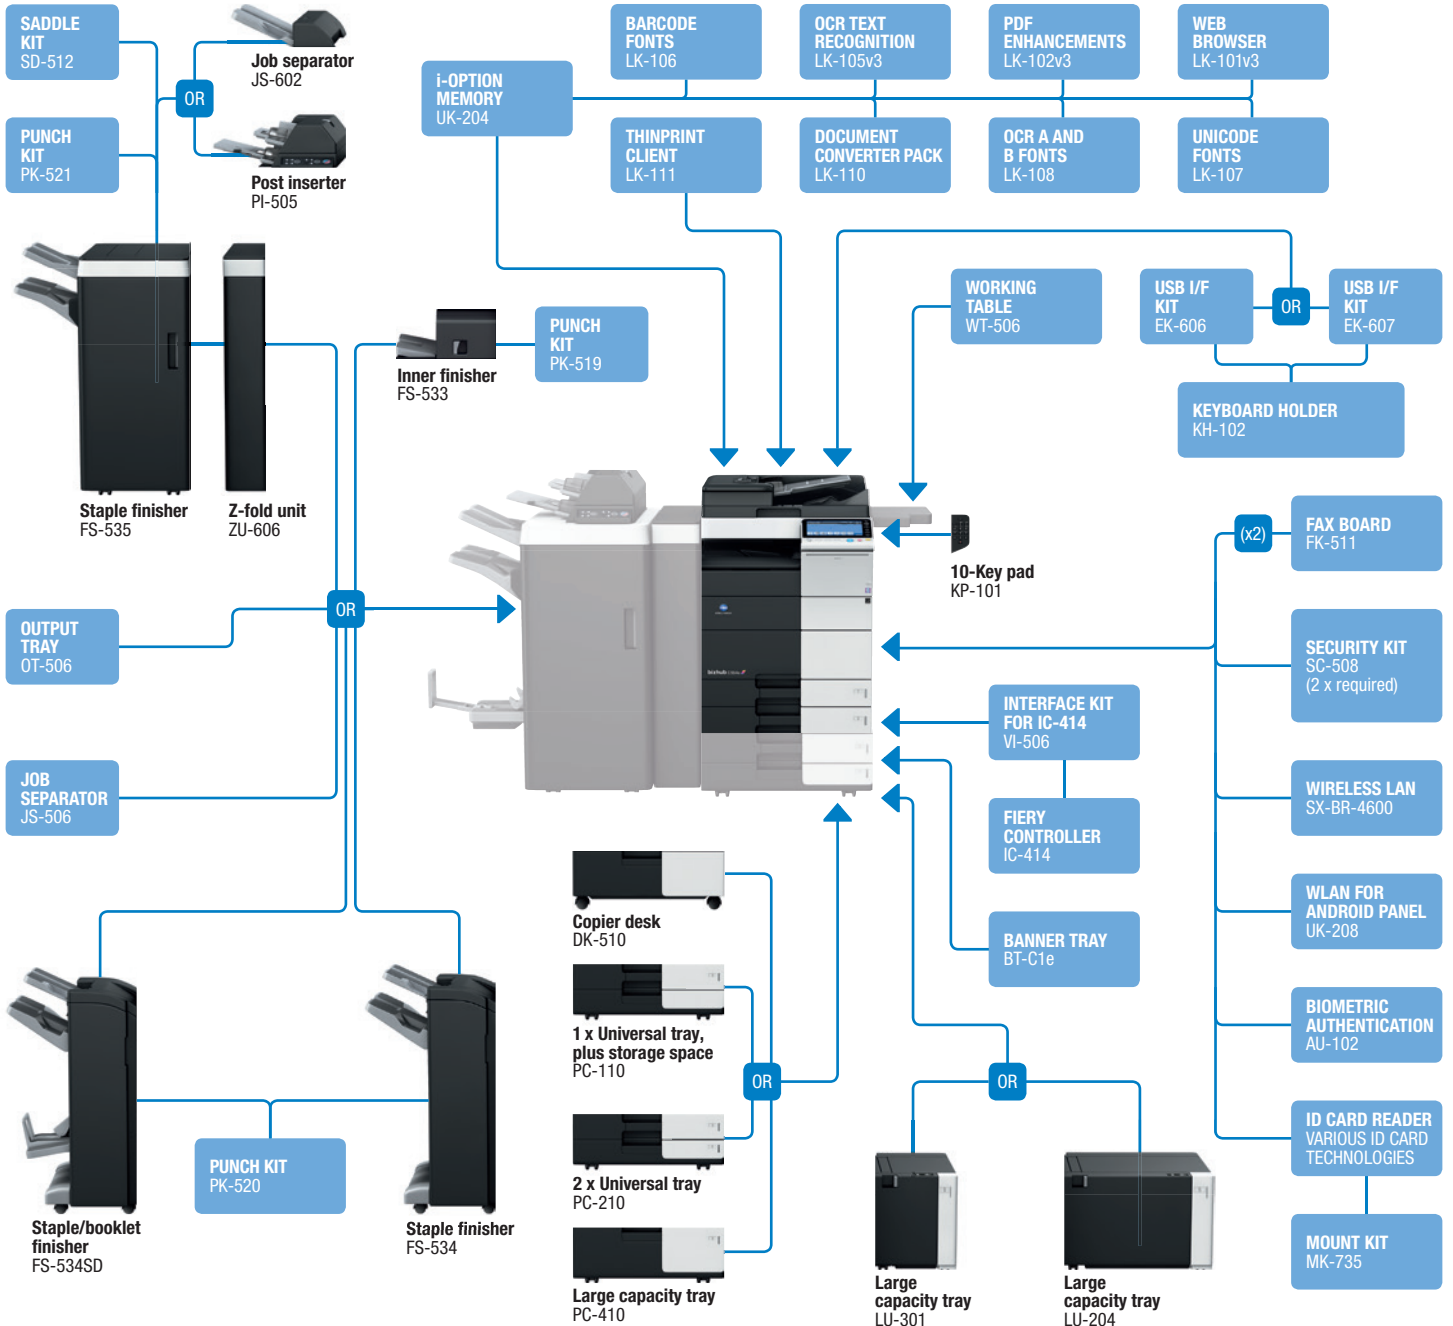 SADDLE
KIT
SD-512
Job separator
JS-602
OR
PUNCH
KIT
PK-521
Post inserter
PI-505
i-OPTION
MEMORY
UK-204
BARCODE
FONTS
LK-106
OCR TEXT
RECOGNITION
LK-105v3
PDF
ENHANCEMENTS
LK-102v3
WEB
BROWSER
LK-101v3
THINPRINT
CLIENT
LK-111
DOCUMENT
CONVERTER PACK
LK-110
OCR A AND
B FONTS
LK-108
UNICODE
FONTS
LK-107
WORKING
TABLE
WT-506
USB I/F
KIT
EK-606
OR
USB I/F
KIT
EK-607
KEYBOARD HOLDER
KH-102
Inner finisher
FS-533
PUNCH
KIT
PK-519
Staple finisher
FS-535
Z-fold unit
ZU-606
10-Key pad
KP-101
(x2)
FAX BOARD
FK-511
OUTPUT
TRAY
OT-506
OR
SECURITY KIT
SC-508
(2 x required)
INTERFACE KIT
FOR IC-414
VI-506
JOB
SEPARATOR
JS-506
WIRELESS LAN
SX-BR-4600
FIERY
CONTROLLER
IC-414
Copier desk
DK-510
WLAN FOR
ANDROID PANEL
UK-208
BANNER TRAY
BT-C1e
1 x Universal tray,
plus storage space
PC-110
BIOMETRIC
AUTHENTICATION
AU-102
OR
OR
2 x Universal tray
PC-210
ID CARD READER
VARIOUS ID CARD
TECHNOLOGIES
PUNCH KIT
PK-520
Staple/booklet
finisher
FS-534SD
Staple finisher
FS-534
MOUNT KIT
MK-735
Large capacity tray
PC-410
Large
capacity tray
LU-301
Large
capacity tray
LU-204